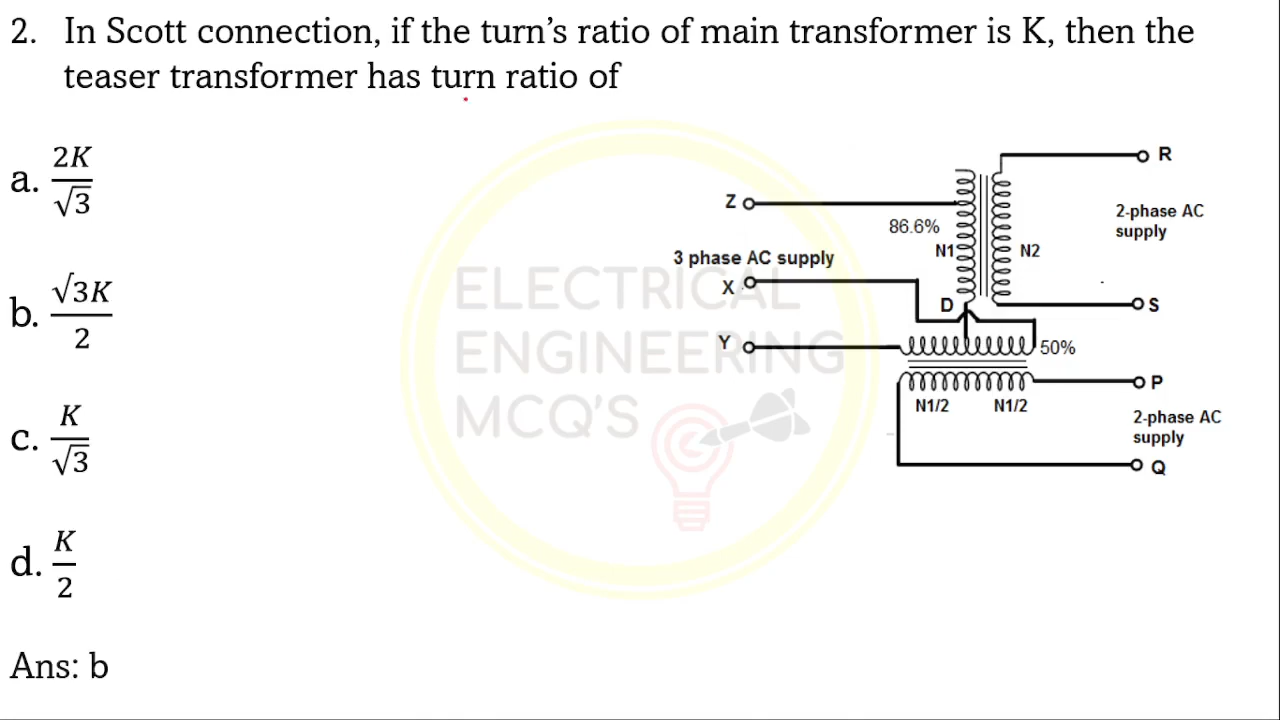 2. In Scott connection, if the turn’s ratio of main transformer is K, then the
teaser transformer has turn ratio of
a. 2K/√3
b. √3K/2
c. K/√3
d. K/2
Ans: b
R
Z
86.6%
2-phase AC
supply
N1
N2
3 phase AC supply
X
D
S
Y
50%
P
N1/2
N1/2
2-phase AC
supply
Q
ELECTRICAL
ENGINEERING
MCQ'S